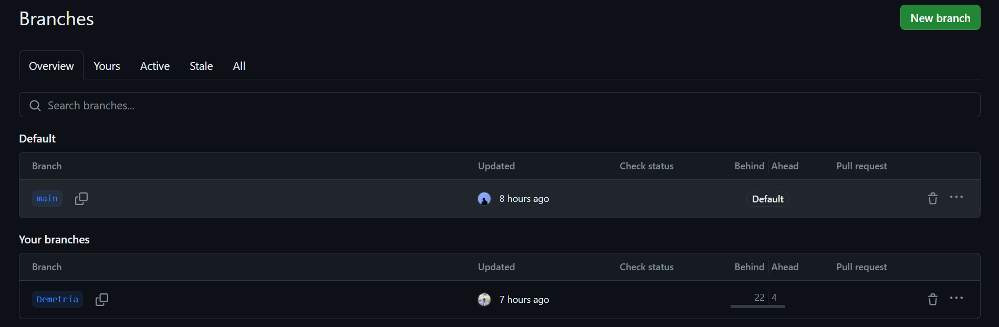 Branches
New branch
Overview Yours Active Stale All
Search branches...
Default
Branch Updated Check status Behind Ahead Pull request
main 8 hours ago Default
Your branches
Branch Updated Check status Behind Ahead Pull request
Demetria 7 hours ago 22 4